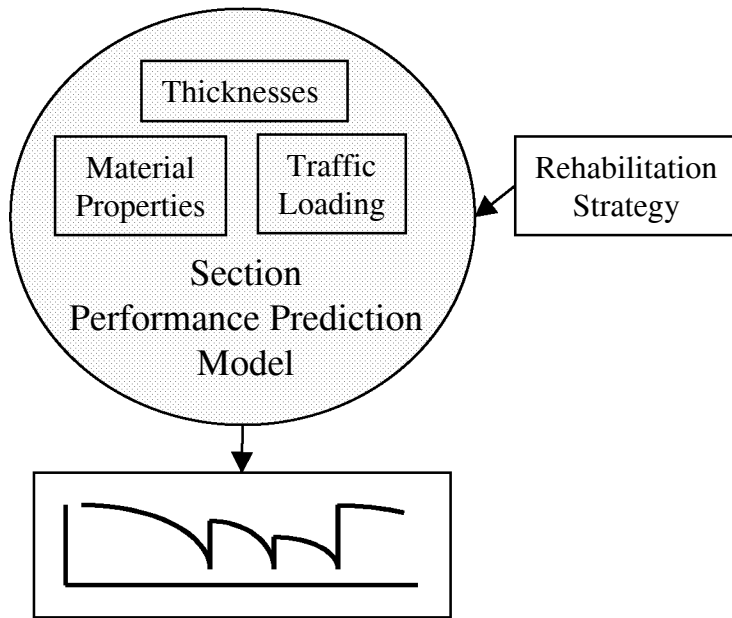 Thicknesses
Material
Properties
Traffic
Loading
Section
Performance Prediction
Model
Rehabilitation
Strategy